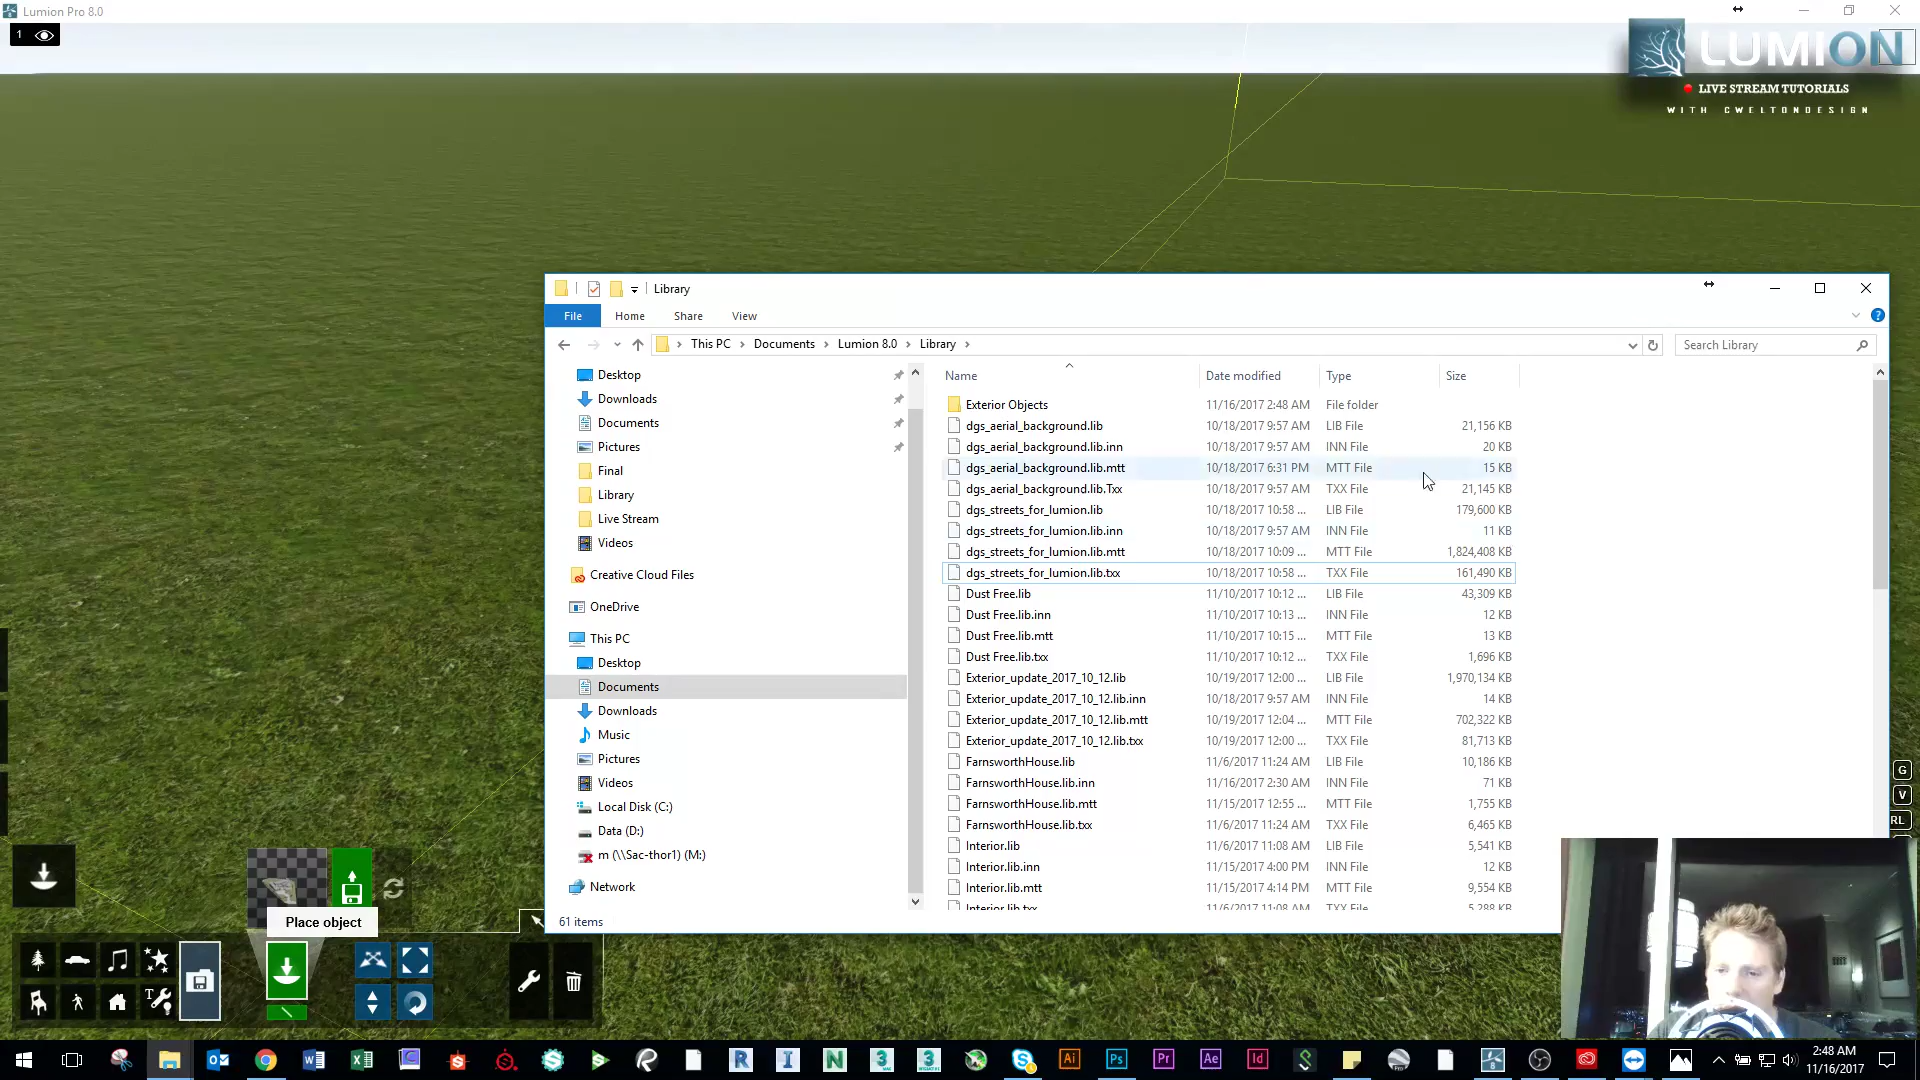 Lumion Pro 8.0
1
LUMION
LIVE STREAM TUTORIALS
WITH CWELTONDESIGN
Library
File Home Share View
This PC Documents Lumion 8.0 Library
Search Library
Name Date modified Type Size
Desktop
Downloads
Documents
Pictures
Final
Library
Live Stream
Videos
Creative Cloud Files
OneDrive
This PC
Desktop
Documents
Downloads
Music
Pictures
Videos
Local Disk (C:)
Data (D:)
m (\\Sac-thor1) (M:)
Network
Exterior Objects 11/16/2017 2:48 AM File folder
dgs_aerial_background.lib 10/18/2017 9:57 AM LIB File 21,156 KB
dgs_aerial_background.lib.inn 10/18/2017 9:57 AM INN File 20 KB
dgs_aerial_background.lib.mtt 10/18/2017 6:31 PM MTT File 15 KB
dgs_aerial_background.lib.Txx 10/18/2017 9:57 AM TXX File 21,145 KB
dgs_streets_for_lumion.lib 10/18/2017 10:58 ... LIB File 179,600 KB
dgs_streets_for_lumion.lib.inn 10/18/2017 9:57 AM INN File 11 KB
dgs_streets_for_lumion.lib.mtt 10/18/2017 10:09 ... MTT File 1,824,408 KB
dgs_streets_for_lumion.lib.txx 10/18/2017 10:58 ... TXX File 161,490 KB
Dust Free.lib 11/10/2017 10:12 ... LIB File 43,309 KB
Dust Free.lib.inn 11/10/2017 10:13 ... INN File 12 KB
Dust Free.lib.mtt 11/10/2017 10:15 ... MTT File 13 KB
Dust Free.lib.txx 11/10/2017 10:12 ... TXX File 1,696 KB
Exterior_update_2017_10_12.lib 10/19/2017 12:00 ... LIB File 1,970,134 KB
Exterior_update_2017_10_12.lib.inn 10/18/2017 9:57 AM INN File 14 KB
Exterior_update_2017_10_12.lib.mtt 10/19/2017 12:04 ... MTT File 702,322 KB
Exterior_update_2017_10_12.lib.txx 10/19/2017 12:00 ... TXX File 81,713 KB
FarnsworthHouse.lib 11/6/2017 11:24 AM LIB File 10,186 KB
FarnsworthHouse.lib.inn 11/16/2017 2:30 AM INN File 71 KB
FarnsworthHouse.lib.mtt 11/15/2017 12:55 ... MTT File 1,755 KB
FarnsworthHouse.lib.txx 11/6/2017 11:24 AM TXX File 6,465 KB
Interior.lib 11/6/2017 11:08 AM LIB File 5,541 KB
Interior.lib.inn 11/15/2017 4:00 PM INN File 12 KB
Interior.lib.mtt 11/15/2017 4:14 PM MTT File 9,554 KB
Interior.lib.txx 11/6/2017 11:08 AM TXX File 5,288 KB
61 items
G
V
RL
Place object
2:48 AM
11/16/2017